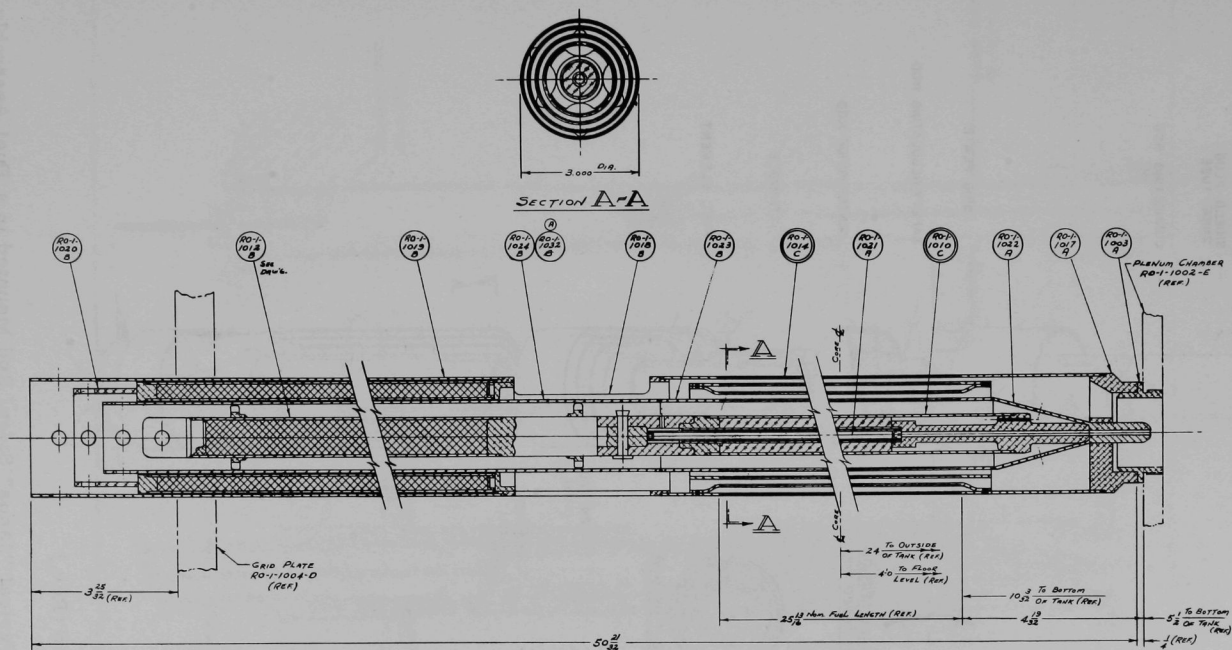 3.000 DIA.
SECTION A-A
RO-1-
1020
B
RO-1-
1012
B
SEE
DRW'G.
RO-1-
1019
B
RO-1-
1024
B
A
RO-1-
1032
B
RO-1-
1018
B
RO-1-
1023
B
RO-1-
1014
C
RO-1-
1021
A
RO-1-
1010
C
RO-1-
1022
A
RO-1-
1017
A
RO-1-
1003
A
PLENUM CHAMBER
RO-1-1002-E
(REF.)
A
CORE ℄
A
CORE ℄
GRID PLATE
RO-1-1004-D
(REF.)
3 25/32 (REF.)
24 TO OUTSIDE
OF TANK (REF.)
4'0 TO FLOOR
LEVEL (REF.)
10 3/32 TO BOTTOM
OF TANK (REF.)
25 13/16 NOM. FUEL LENGTH (REF.)
4 19/32
5 1/2 TO BOTTOM
OF TANK
(REF.)
50 21/32
1/4 (REF.)